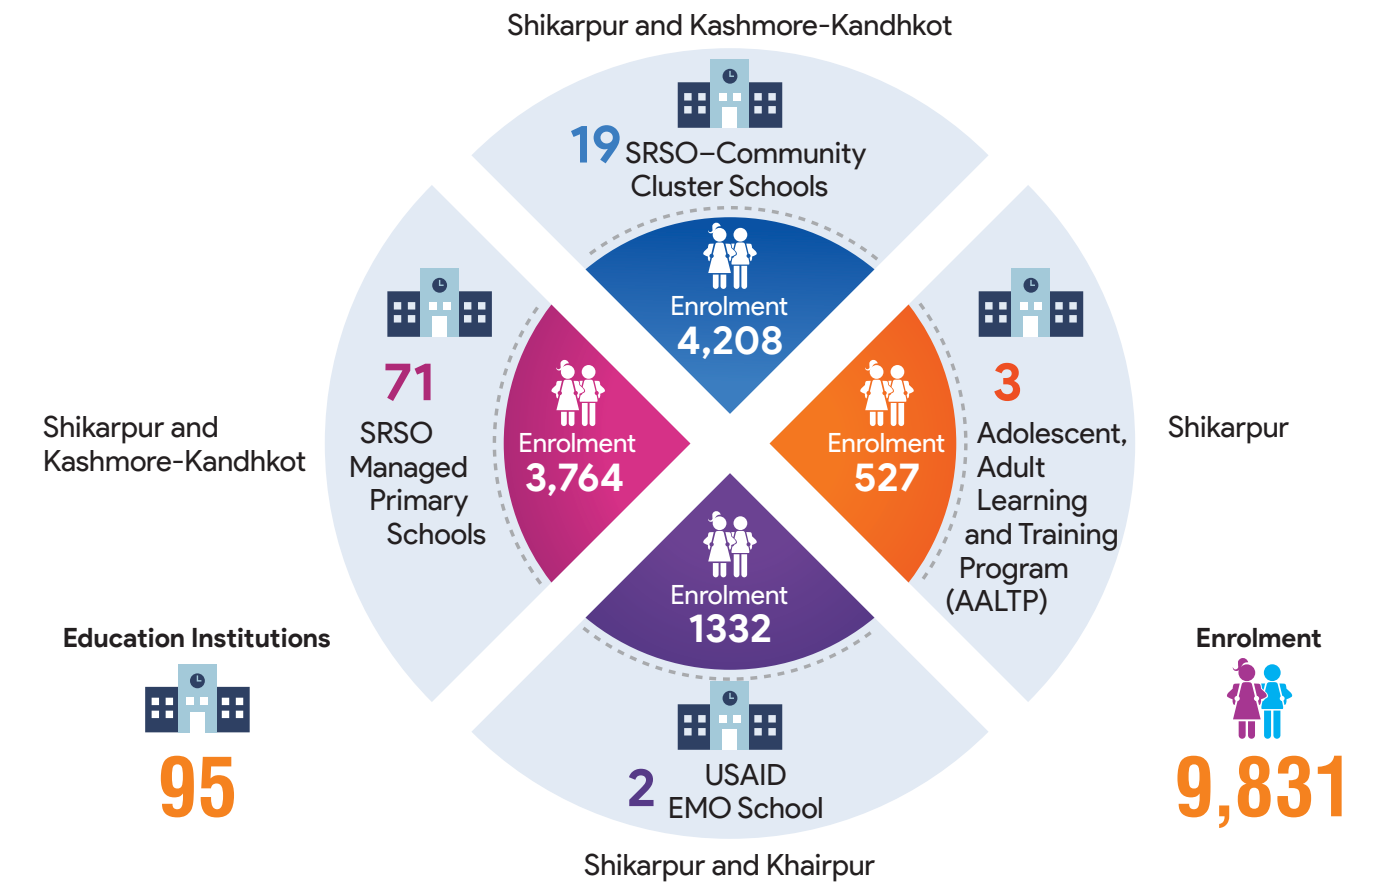 Shikarpur and Kashmore-Kandhkot
19
SRSO–Community
Cluster Schools
Enrolment
4,208
71
SRSO
Managed
Primary
Schools
Enrolment
3,764
Shikarpur and
Kashmore-Kandhkot
Enrolment
527
3
Adolescent,
Adult
Learning
and Training
Program
(AALTP)
Shikarpur
Enrolment
1332
2
USAID
EMO School
Shikarpur and Khairpur
Education Institutions
95
Enrolment
9,831